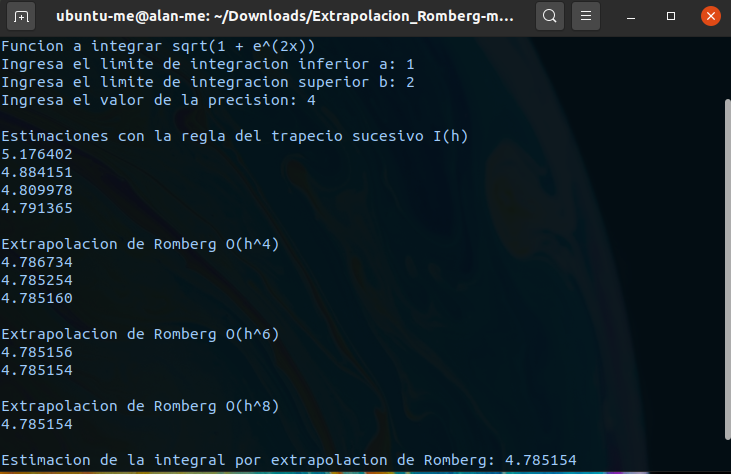 ubuntu-me@alan-me: ~/Downloads/Extrapolacion_Romberg-m...
Funcion a integrar sqrt(1 + e^(2x))
Ingresa el limite de integracion inferior a: 1
Ingresa el limite de integracion superior b: 2
Ingresa el valor de la precision: 4
Estimaciones con la regla del trapecio sucesivo I(h)
5.176402
4.884151
4.809978
4.791365
Extrapolacion de Romberg O(h^4)
4.786734
4.785254
4.785160
Extrapolacion de Romberg O(h^6)
4.785156
4.785154
Extrapolacion de Romberg O(h^8)
4.785154
Estimacion de la integral por extrapolacion de Romberg: 4.785154